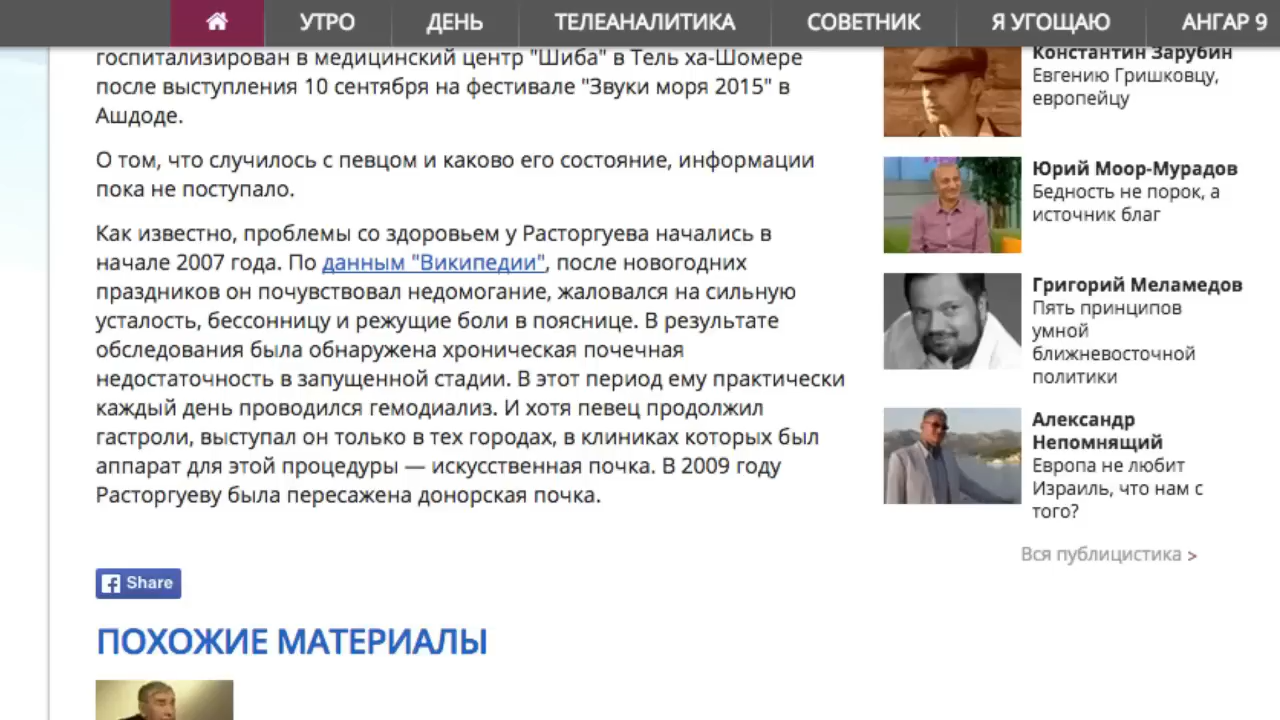 УТРО
ДЕНЬ
ТЕЛЕАНАЛИТИКА
СОВЕТНИК
Я УГОЩАЮ
АНГАР 9
госпитализирован в медицинский центр "Шиба" в Тель ха-Шомере
после выступления 10 сентября на фестивале "Звуки моря 2015" в
Ашдоде.
О том, что случилось с певцом и каково его состояние, информации
пока не поступало.
Как известно, проблемы со здоровьем у Расторгуева начались в
начале 2007 года. По данным "Википедии", после новогодних
праздников он почувствовал недомогание, жаловался на сильную
усталость, бессонницу и режущие боли в пояснице. В результате
обследования была обнаружена хроническая почечная
недостаточность в запущенной стадии. В этот период ему практически
каждый день проводился гемодиализ. И хотя певец продолжил
гастроли, выступал он только в тех городах, в клиниках которых был
аппарат для этой процедуры — искусственная почка. В 2009 году
Расторгуеву была пересажена донорская почка.
Share
ПОХОЖИЕ МАТЕРИАЛЫ
Константин Зарубин
Евгению Гришковцу,
европейцу
Юрий Моор-Мурадов
Бедность не порок, а
источник благ
Григорий Меламедов
Пять принципов
умной
ближневосточной
политики
Александр
Непомнящий
Европа не любит
Израиль, что нам с
того?
Вся публицистика >